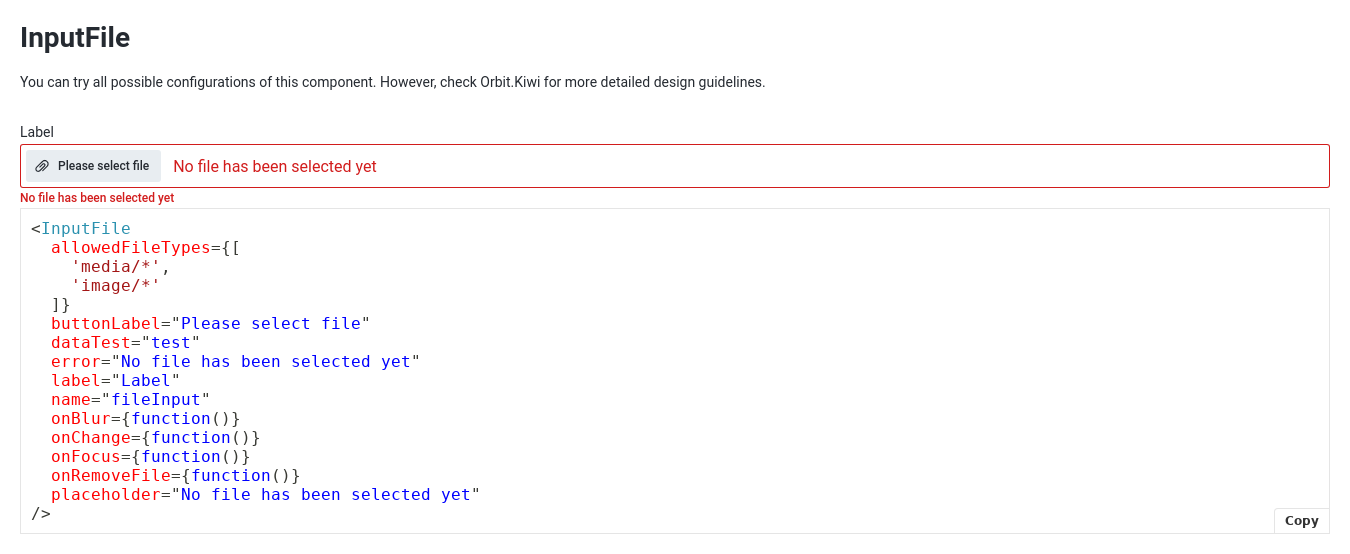 InputFile
You can try all possible configurations of this component. However, check Orbit.Kiwi for more detailed design guidelines.
Label
Please select file No file has been selected yet
No file has been selected yet
<InputFile
  allowedFileTypes={[
    'media/*',
    'image/*'
  ]}
  buttonLabel="Please select file"
  dataTest="test"
  error="No file has been selected yet"
  label="Label"
  name="fileInput"
  onBlur={function()}
  onChange={function()}
  onFocus={function()}
  onRemoveFile={function()}
  placeholder="No file has been selected yet"
/>
Copy